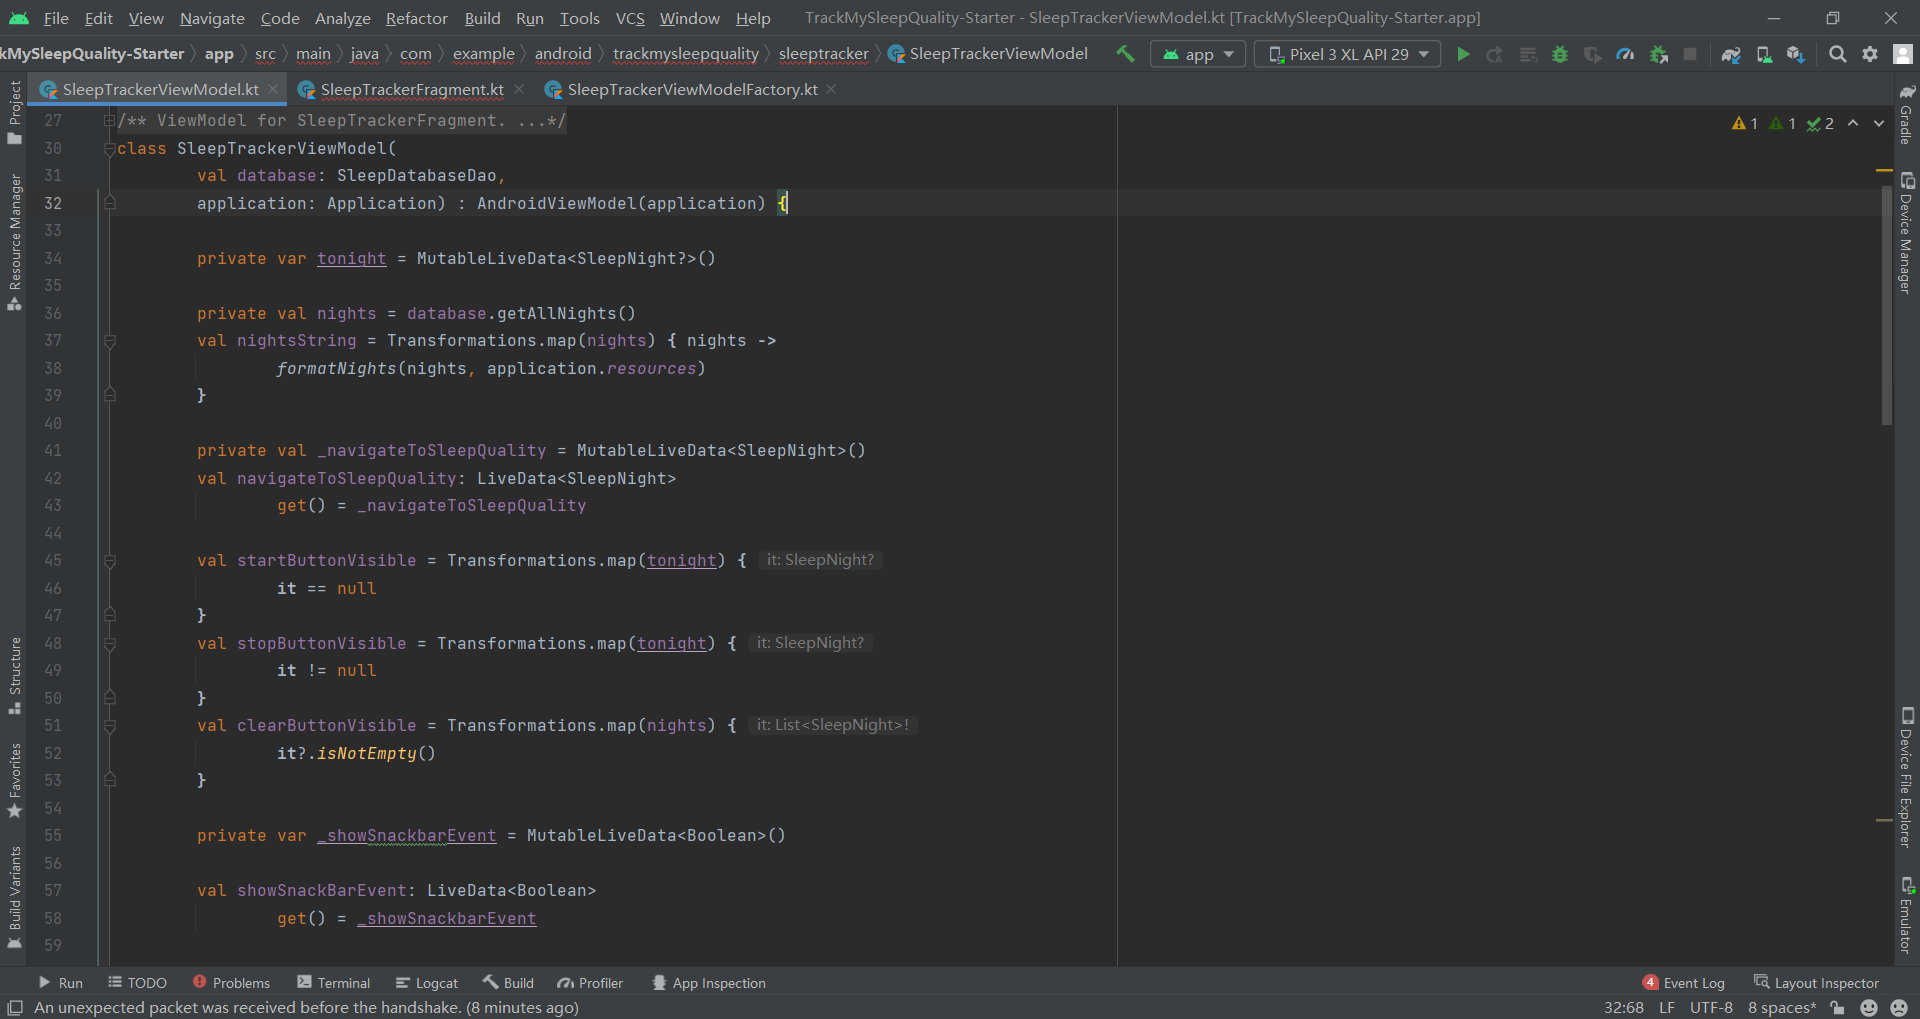 File Edit View Navigate Code Analyze Refactor Build Run Tools VCS Window Help TrackMySleepQuality-Starter - SleepTrackerViewModel.kt [TrackMySleepQuality-Starter.app]
kMySleepQuality-Starter app src main java com example android trackmysleepquality sleeptracker SleepTrackerViewModel app Pixel 3 XL API 29
SleepTrackerViewModel.kt SleepTrackerFragment.kt SleepTrackerViewModelFactory.kt
Project
Resource Manager
Structure
Favorites
Build Variants
27 /** ViewModel for SleepTrackerFragment. ...*/ 1 1 2
30 class SleepTrackerViewModel(
31 val database: SleepDatabaseDao,
32 application: Application) : AndroidViewModel(application) {
33
34 private var tonight = MutableLiveData<SleepNight?>()
35
36 private val nights = database.getAllNights()
37 val nightsString = Transformations.map(nights) { nights ->
38 formatNights(nights, application.resources)
39 }
40
41 private val _navigateToSleepQuality = MutableLiveData<SleepNight>()
42 val navigateToSleepQuality: LiveData<SleepNight>
43 get() = _navigateToSleepQuality
44
45 val startButtonVisible = Transformations.map(tonight) { it: SleepNight?
46 it == null
47 }
48 val stopButtonVisible = Transformations.map(tonight) { it: SleepNight?
49 it != null
50 }
51 val clearButtonVisible = Transformations.map(nights) { it: List<SleepNight>!
52 it?.isNotEmpty()
53 }
54
55 private var _showSnackbarEvent = MutableLiveData<Boolean>()
56
57 val showSnackBarEvent: LiveData<Boolean>
58 get() = _showSnackbarEvent
59
Gradle
Device Manager
Device File Explorer
Emulator
Run TODO Problems Terminal Logcat Build Profiler App Inspection 4 Event Log Layout Inspector
An unexpected packet was received before the handshake. (8 minutes ago) 32:68 LF UTF-8 8 spaces*